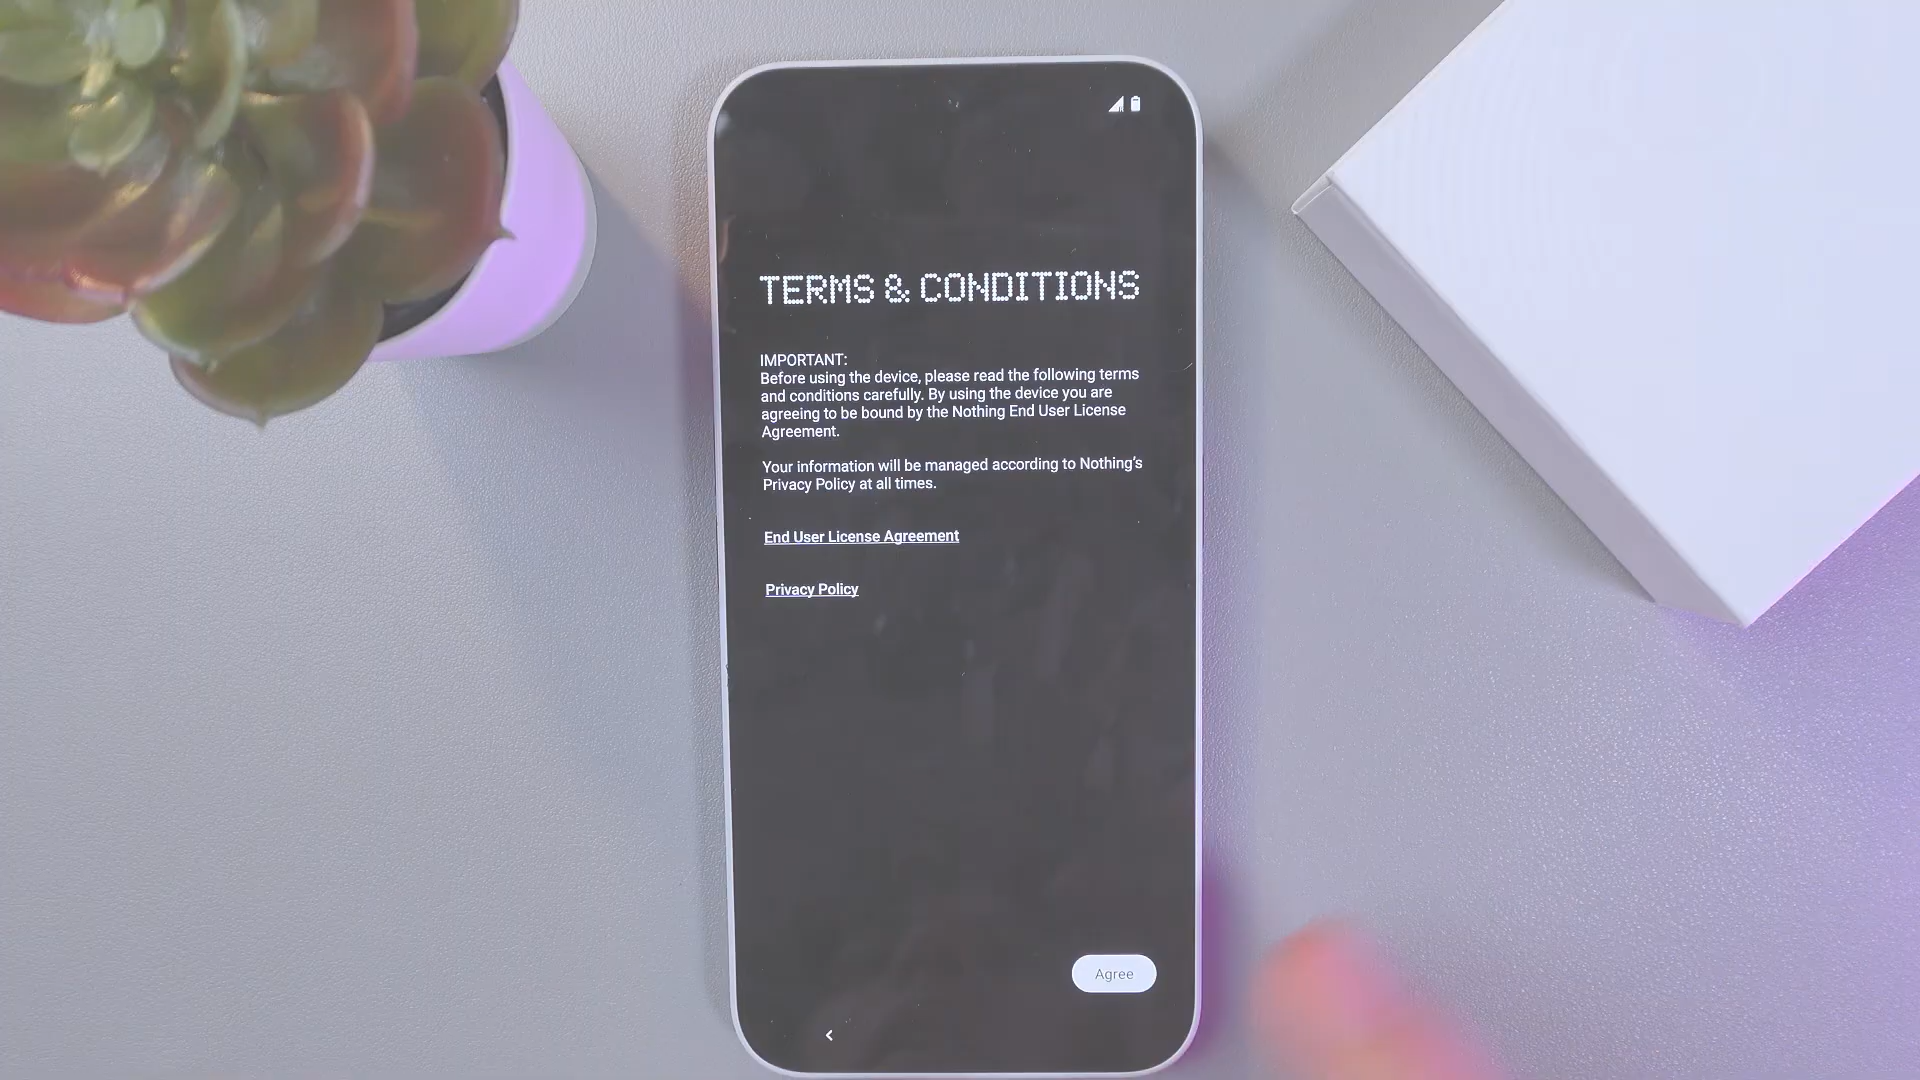 TERMS & CONDITIONS
IMPORTANT:
Before using the device, please read the following terms
and conditions carefully. By using the device you are
agreeing to be bound by the Nothing End User License
Agreement.
Your information will be managed according to Nothing's
Privacy Policy at all times.
End User License Agreement
Privacy Policy
Agree